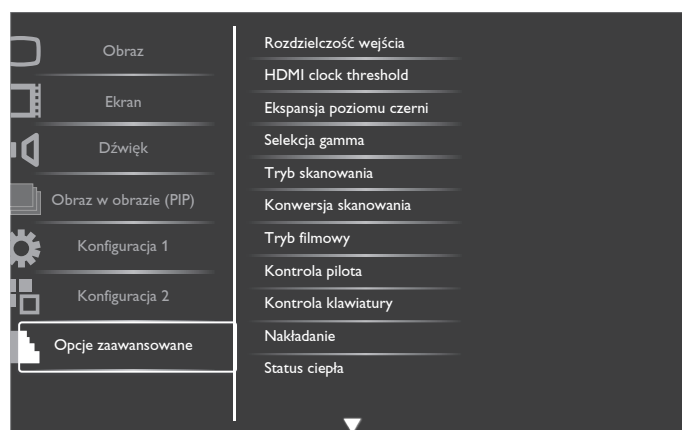 Obraz
Ekran
Dźwięk
Obraz w obrazie (PIP)
Konfiguracja 1
Konfiguracja 2
Opcje zaawansowane
Rozdzielczość wejścia
HDMI clock threshold
Ekspansja poziomu czerni
Selekcja gamma
Tryb skanowania
Konwersja skanowania
Tryb filmowy
Kontrola pilota
Kontrola klawiatury
Nakładanie
Status ciepła